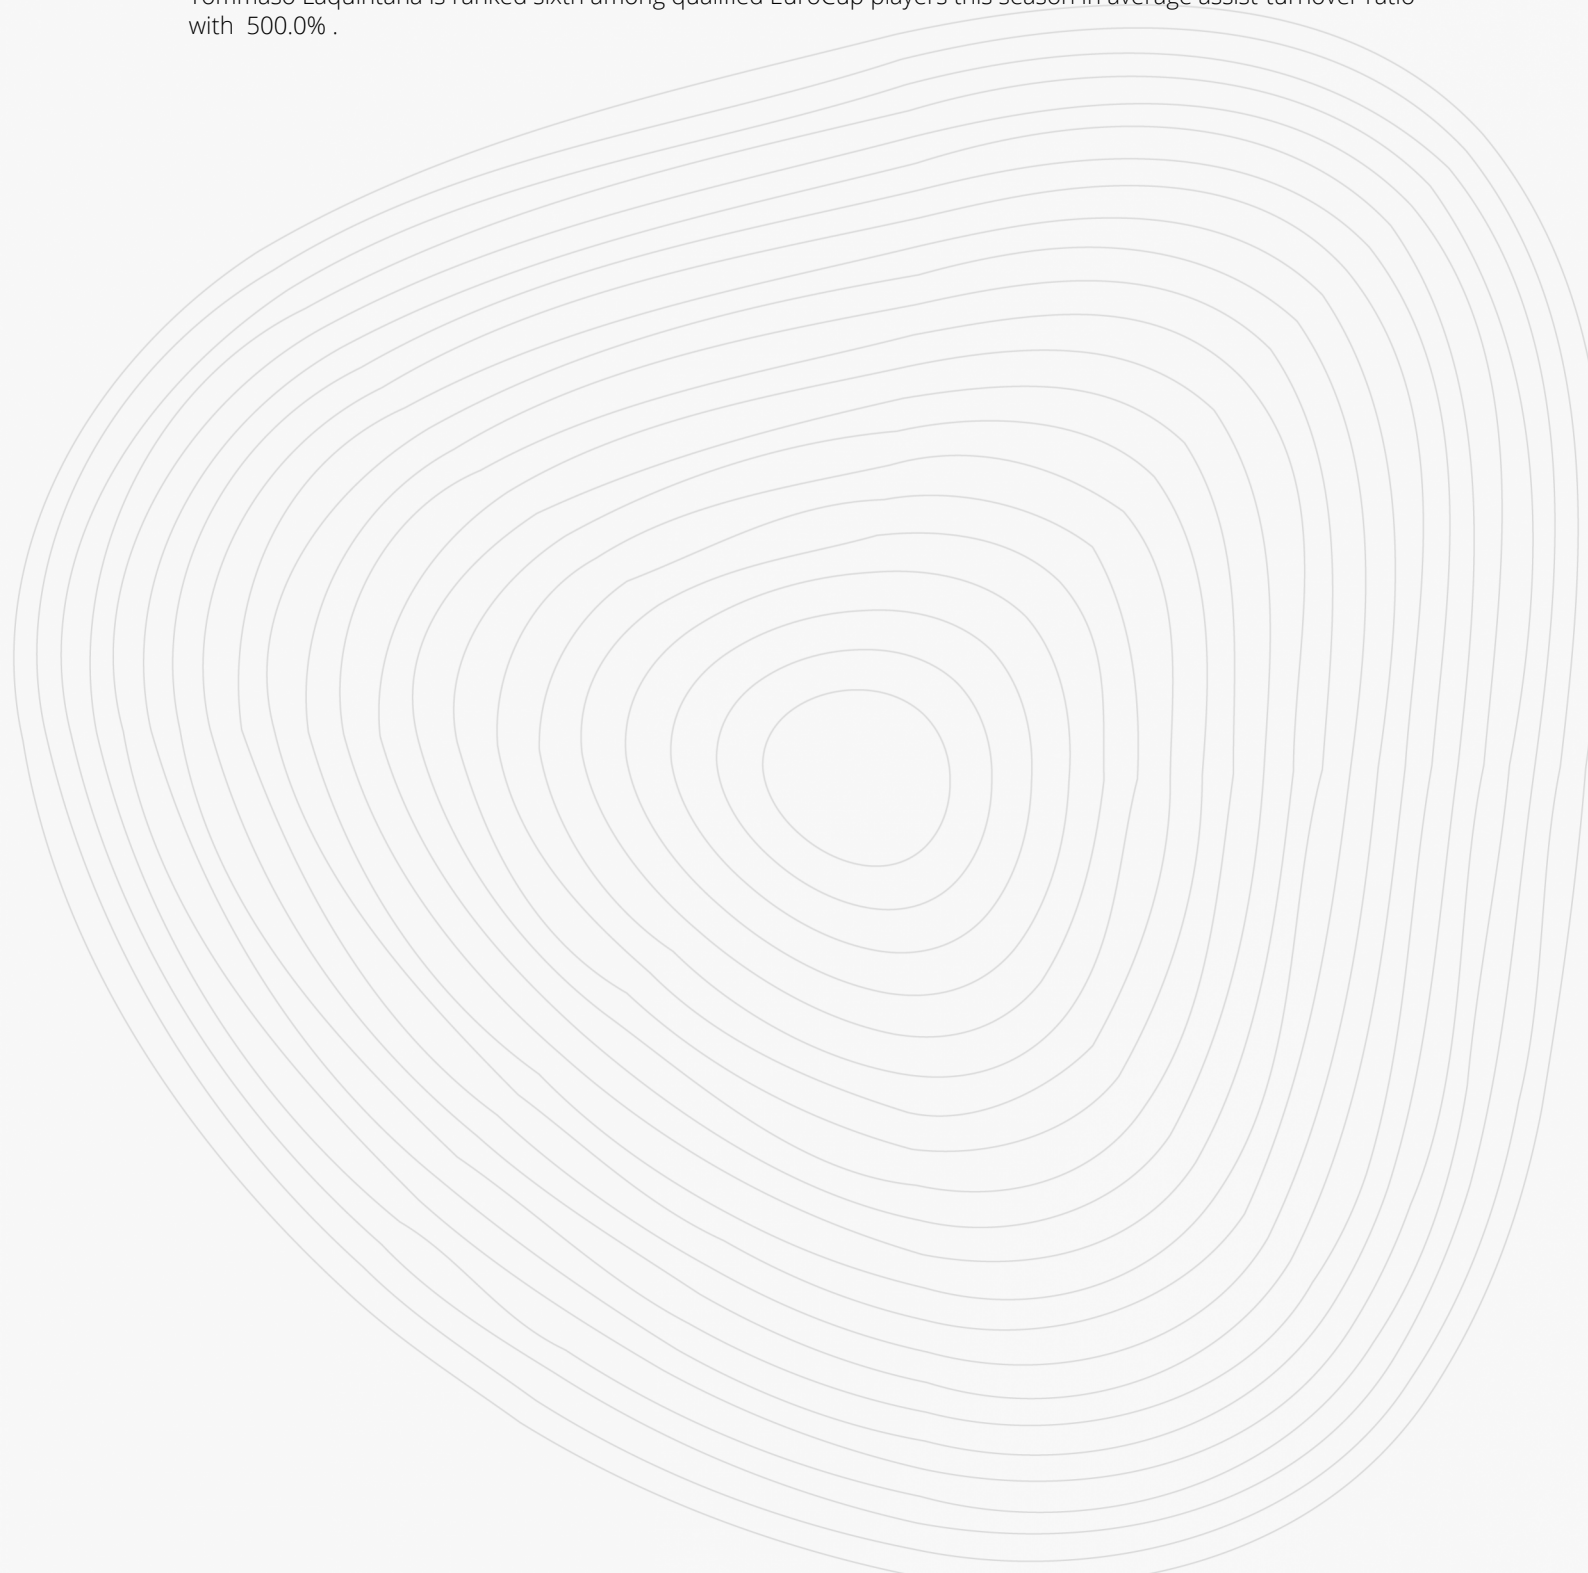 Tommaso Laquintana is ranked sixth among qualified EuroCup players this season in average assist-turnover ratio
with 500.0% .